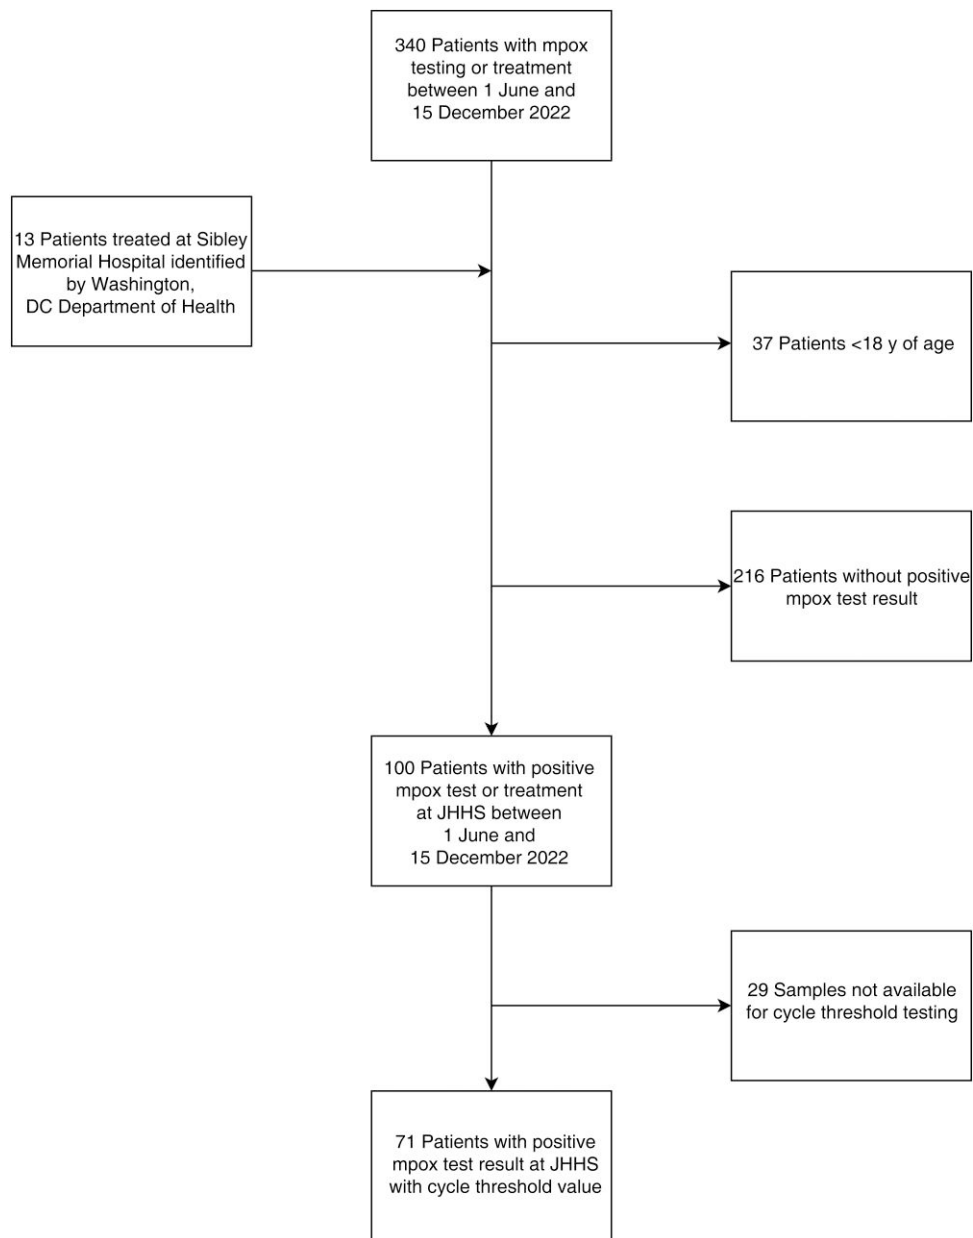 340 Patients with mpox
testing or treatment
between 1 June and
15 December 2022
13 Patients treated at Sibley
Memorial Hospital identified
by Washington,
DC Department of Health
37 Patients <18 y of age
216 Patients without positive
mpox test result
100 Patients with positive
mpox test or treatment
at JHHS between
1 June and
15 December 2022
29 Samples not available
for cycle threshold testing
71 Patients with positive
mpox test result at JHHS
with cycle threshold value